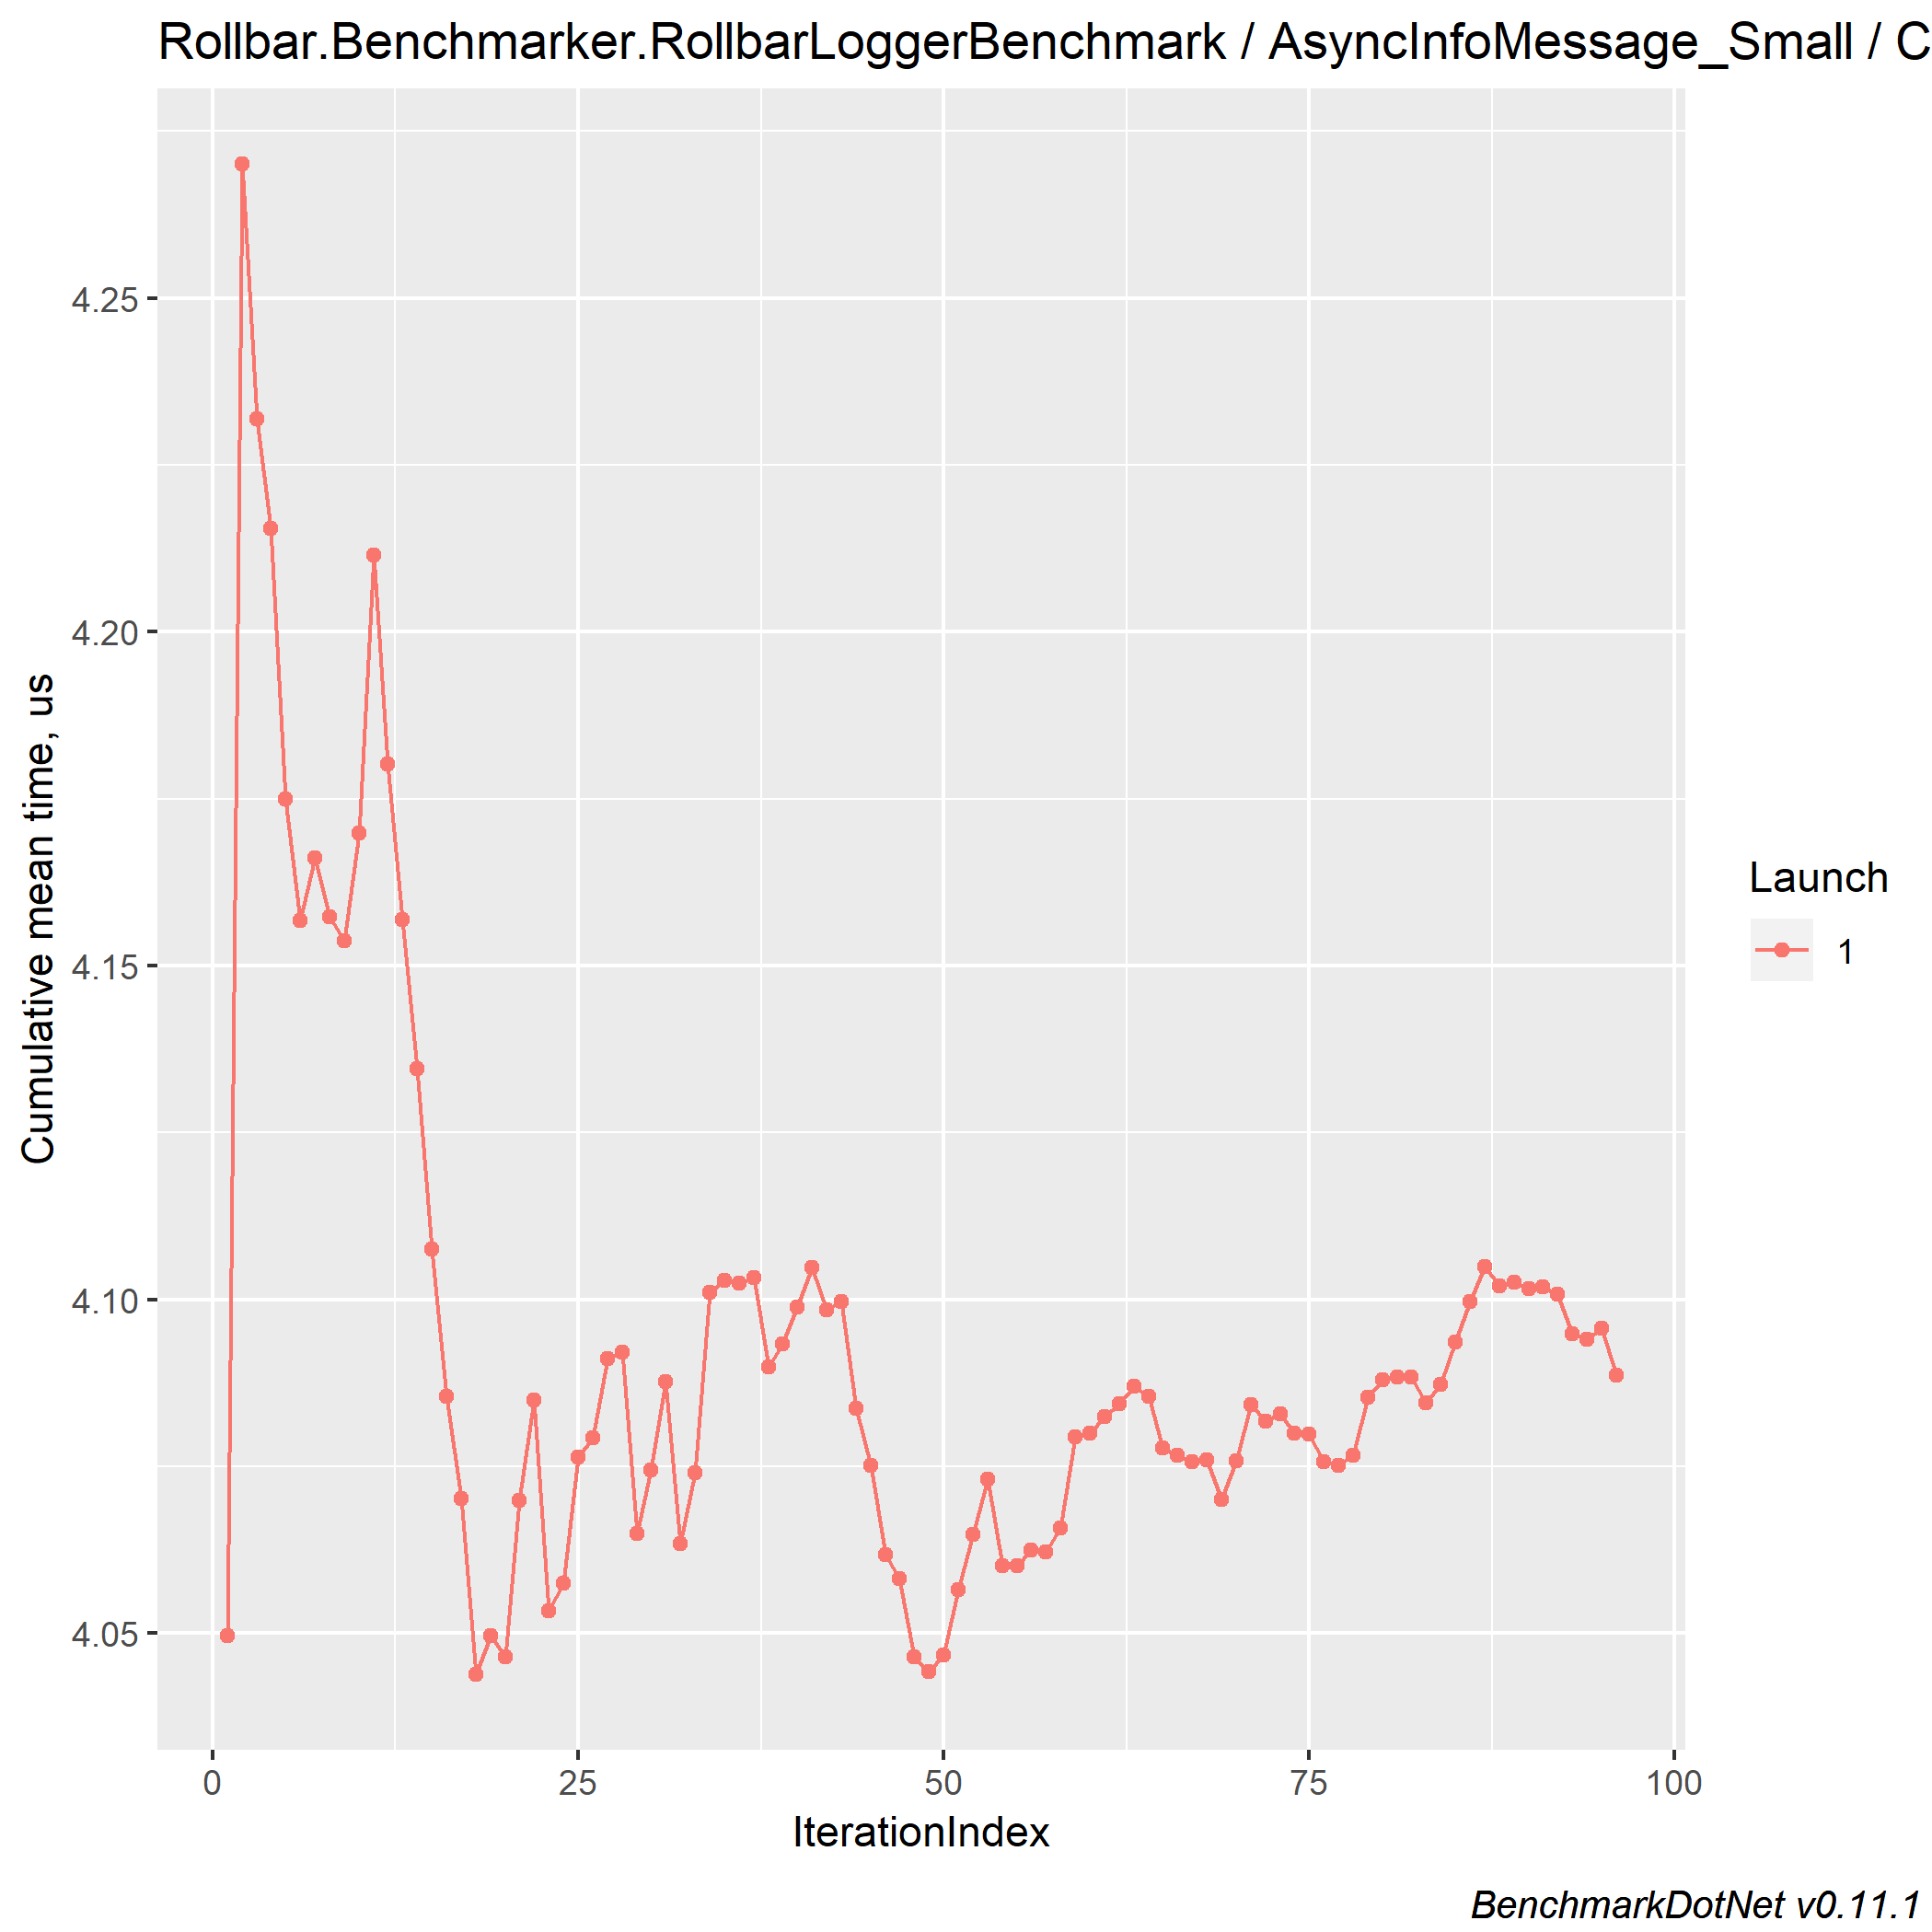 Rollbar.Benchmarker.RollbarLoggerBenchmark / AsyncInfoMessage_Small / C
Cumulative mean time, us
4.25
4.20
4.15
4.10
4.05
0 25 50 75 100
IterationIndex
Launch
1
BenchmarkDotNet v0.11.1